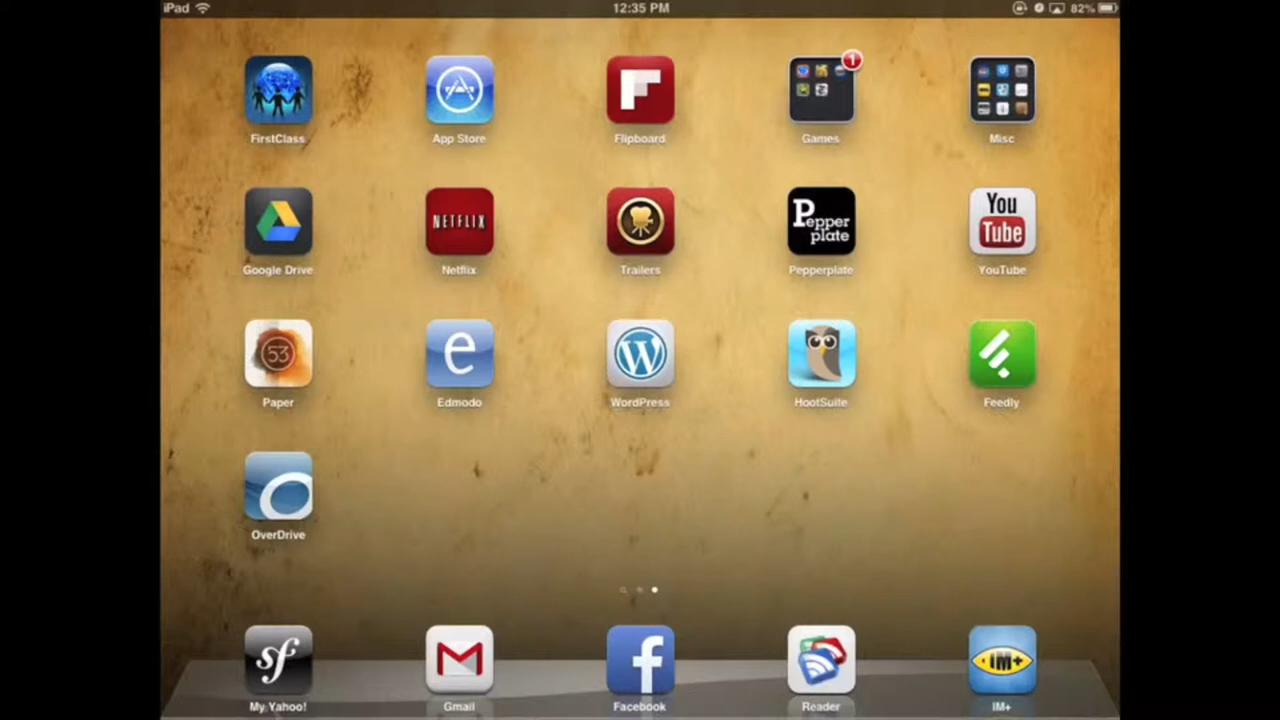 iPad 12:35 PM 82%
1
FirstClass App Store Flipboard Games Misc
NETFLIX Pepper plate You Tube
Google Drive Netflix Trailers Pepperplate YouTube
53 e W
Paper Edmodo WordPress HootSuite Feedly
OverDrive
sf f iM+
My Yahoo! Gmail Facebook Reader IM+